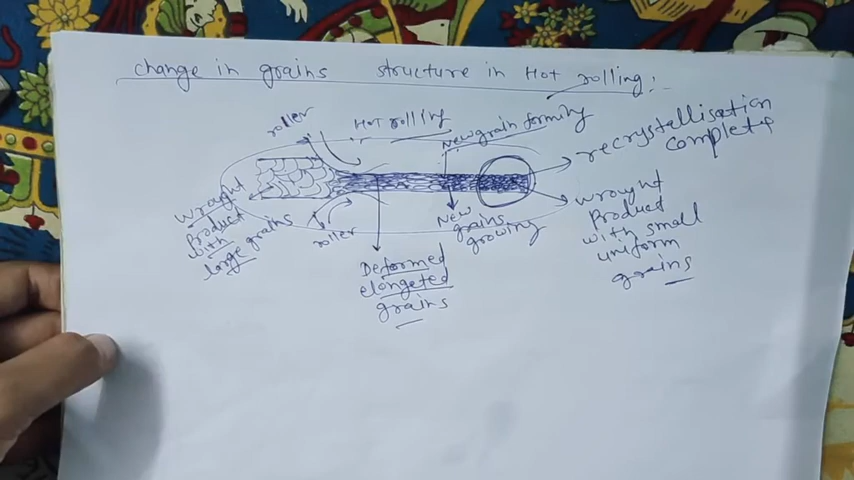 change in grains structure in Hot rolling:-
roller
Hot rolling
New grain forming
recrystallisation
complete
wrought
product
with
large grains
roller
Deformed
elongeted
grains
New
grains
growing
wrought
product
with small
uniform
grains